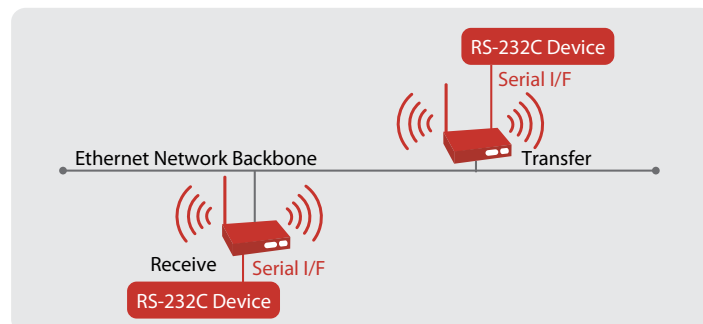 RS-232C Device
Serial I/F
Ethernet Network Backbone
Transfer
Receive
Serial I/F
RS-232C Device